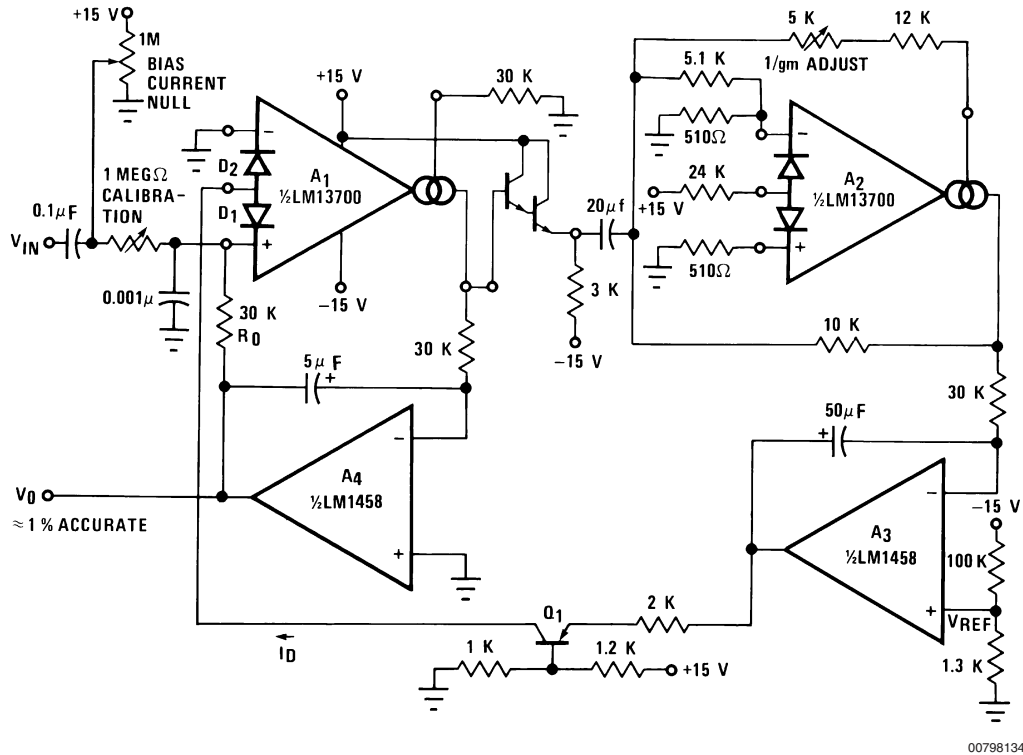 +15 V
1M
BIAS
CURRENT
NULL
+15 V
30 K
5 K
12 K
1/gm ADJUST
5.1 K
510Ω
−
D2
A1
½LM13700
1 MEG Ω
CALIBRA-
TION
D1
0.1μF
VIN
+
−15 V
0.001μ
30 K
R0
20μf
3 K
−15 V
−
24 K
+15 V
A2
½LM13700
510Ω
+
10 K
30 K
5μ F
+
30 K
50μF
+
−
A4
½LM1458
V0
≈1% ACCURATE
+
−
A3
½LM1458
−15 V
100 K
+
VREF
1.3 K
Q1
2 K
ID
1 K
1.2 K
+15 V
00798134